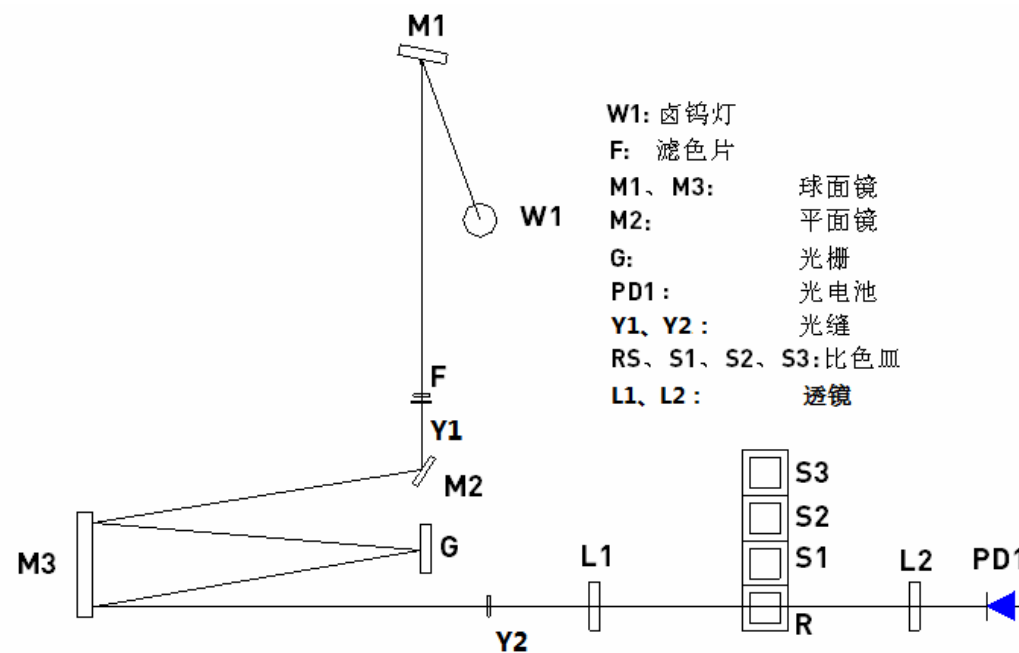 M1
W1: 卤钨灯
F: 滤色片
M1、M3: 球面镜
M2: 平面镜
G: 光栅
PD1: 光电池
Y1、Y2: 光缝
RS、S1、S2、S3:比色皿
L1、L2: 透镜
W1
F
Y1
M2
S3
S2
S1
R
M3
G
L1
L2
PD1
Y2